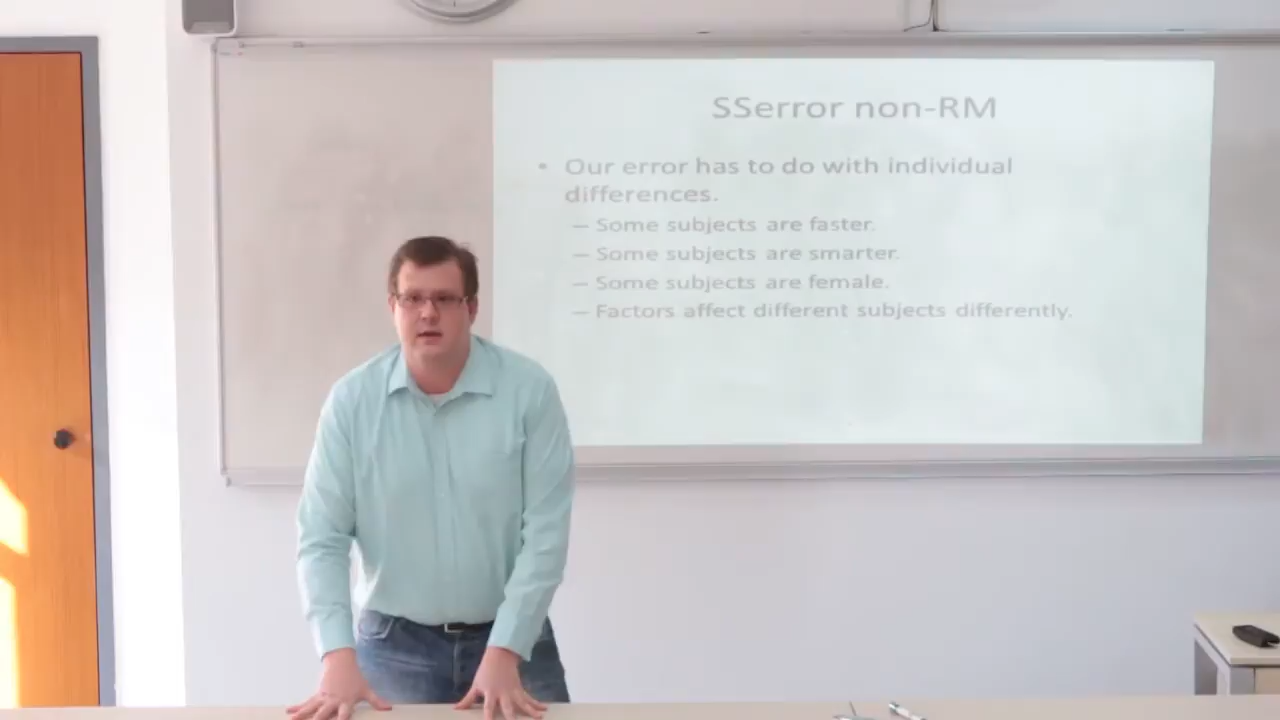 SSerror non-RM
• Our error has to do with individual
differences.
– Some subjects are faster.
– Some subjects are smarter.
– Some subjects are female.
– Factors affect different subjects differently.